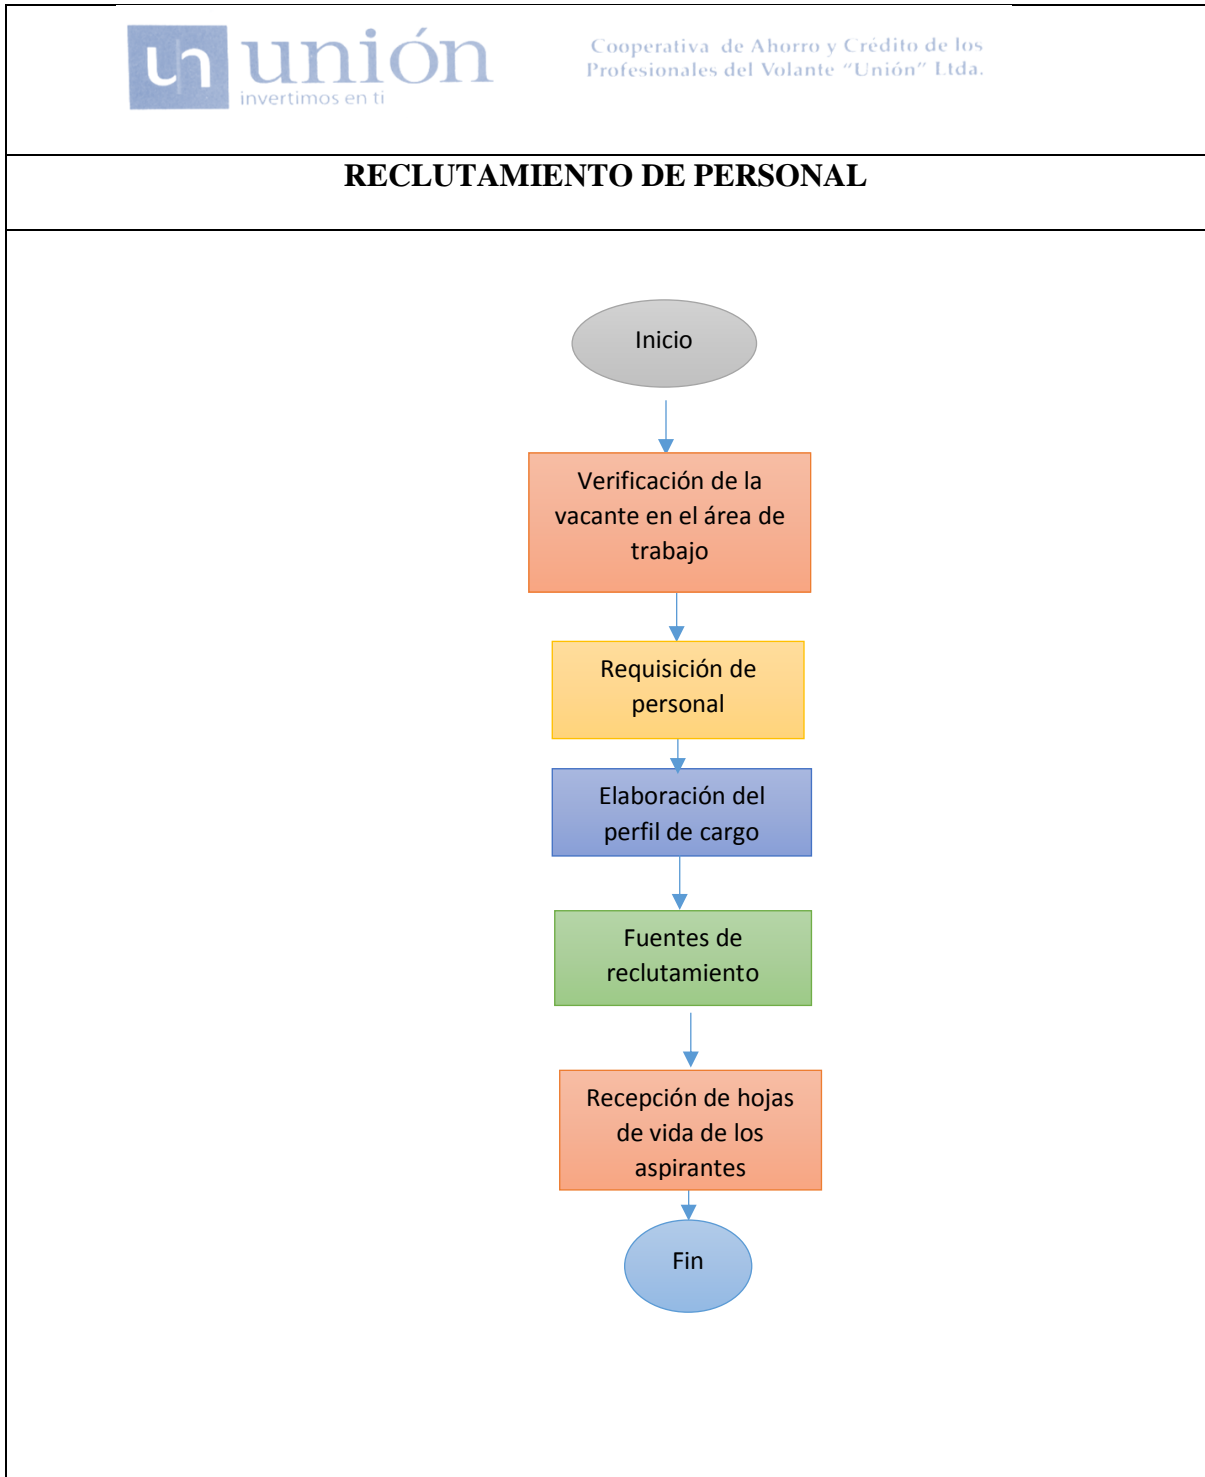 un unión
invertimos en ti
Cooperativa de Ahorro y Crédito de los
Profesionales del Volante “Unión” Ltda.
RECLUTAMIENTO DE PERSONAL
Inicio
Verificación de la
vacante en el área de
trabajo
Requisición de
personal
Elaboración del
perfil de cargo
Fuentes de
reclutamiento
Recepción de hojas
de vida de los
aspirantes
Fin